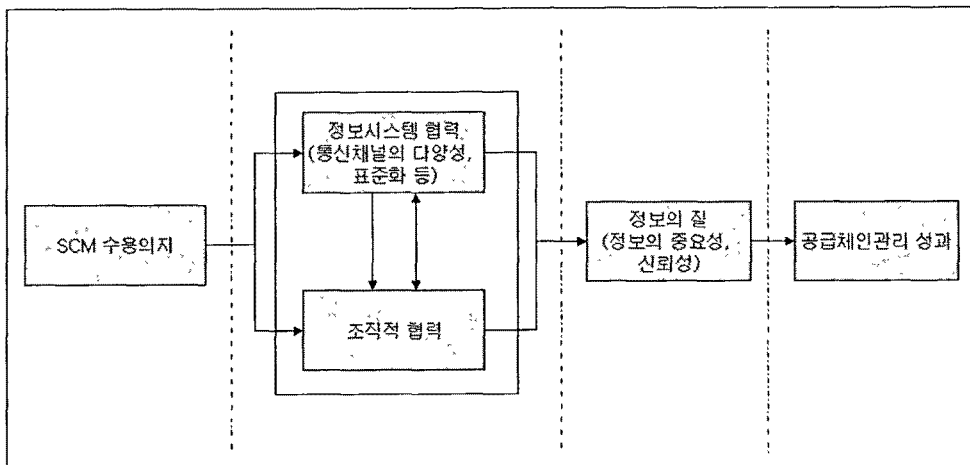 SCM 수용의지
정보시스템 협력
(통신채널의 다양성,
표준화 등)
조직적 협력
정보의 질
(정보의 중요성,
신뢰성)
공급체인관리 성과